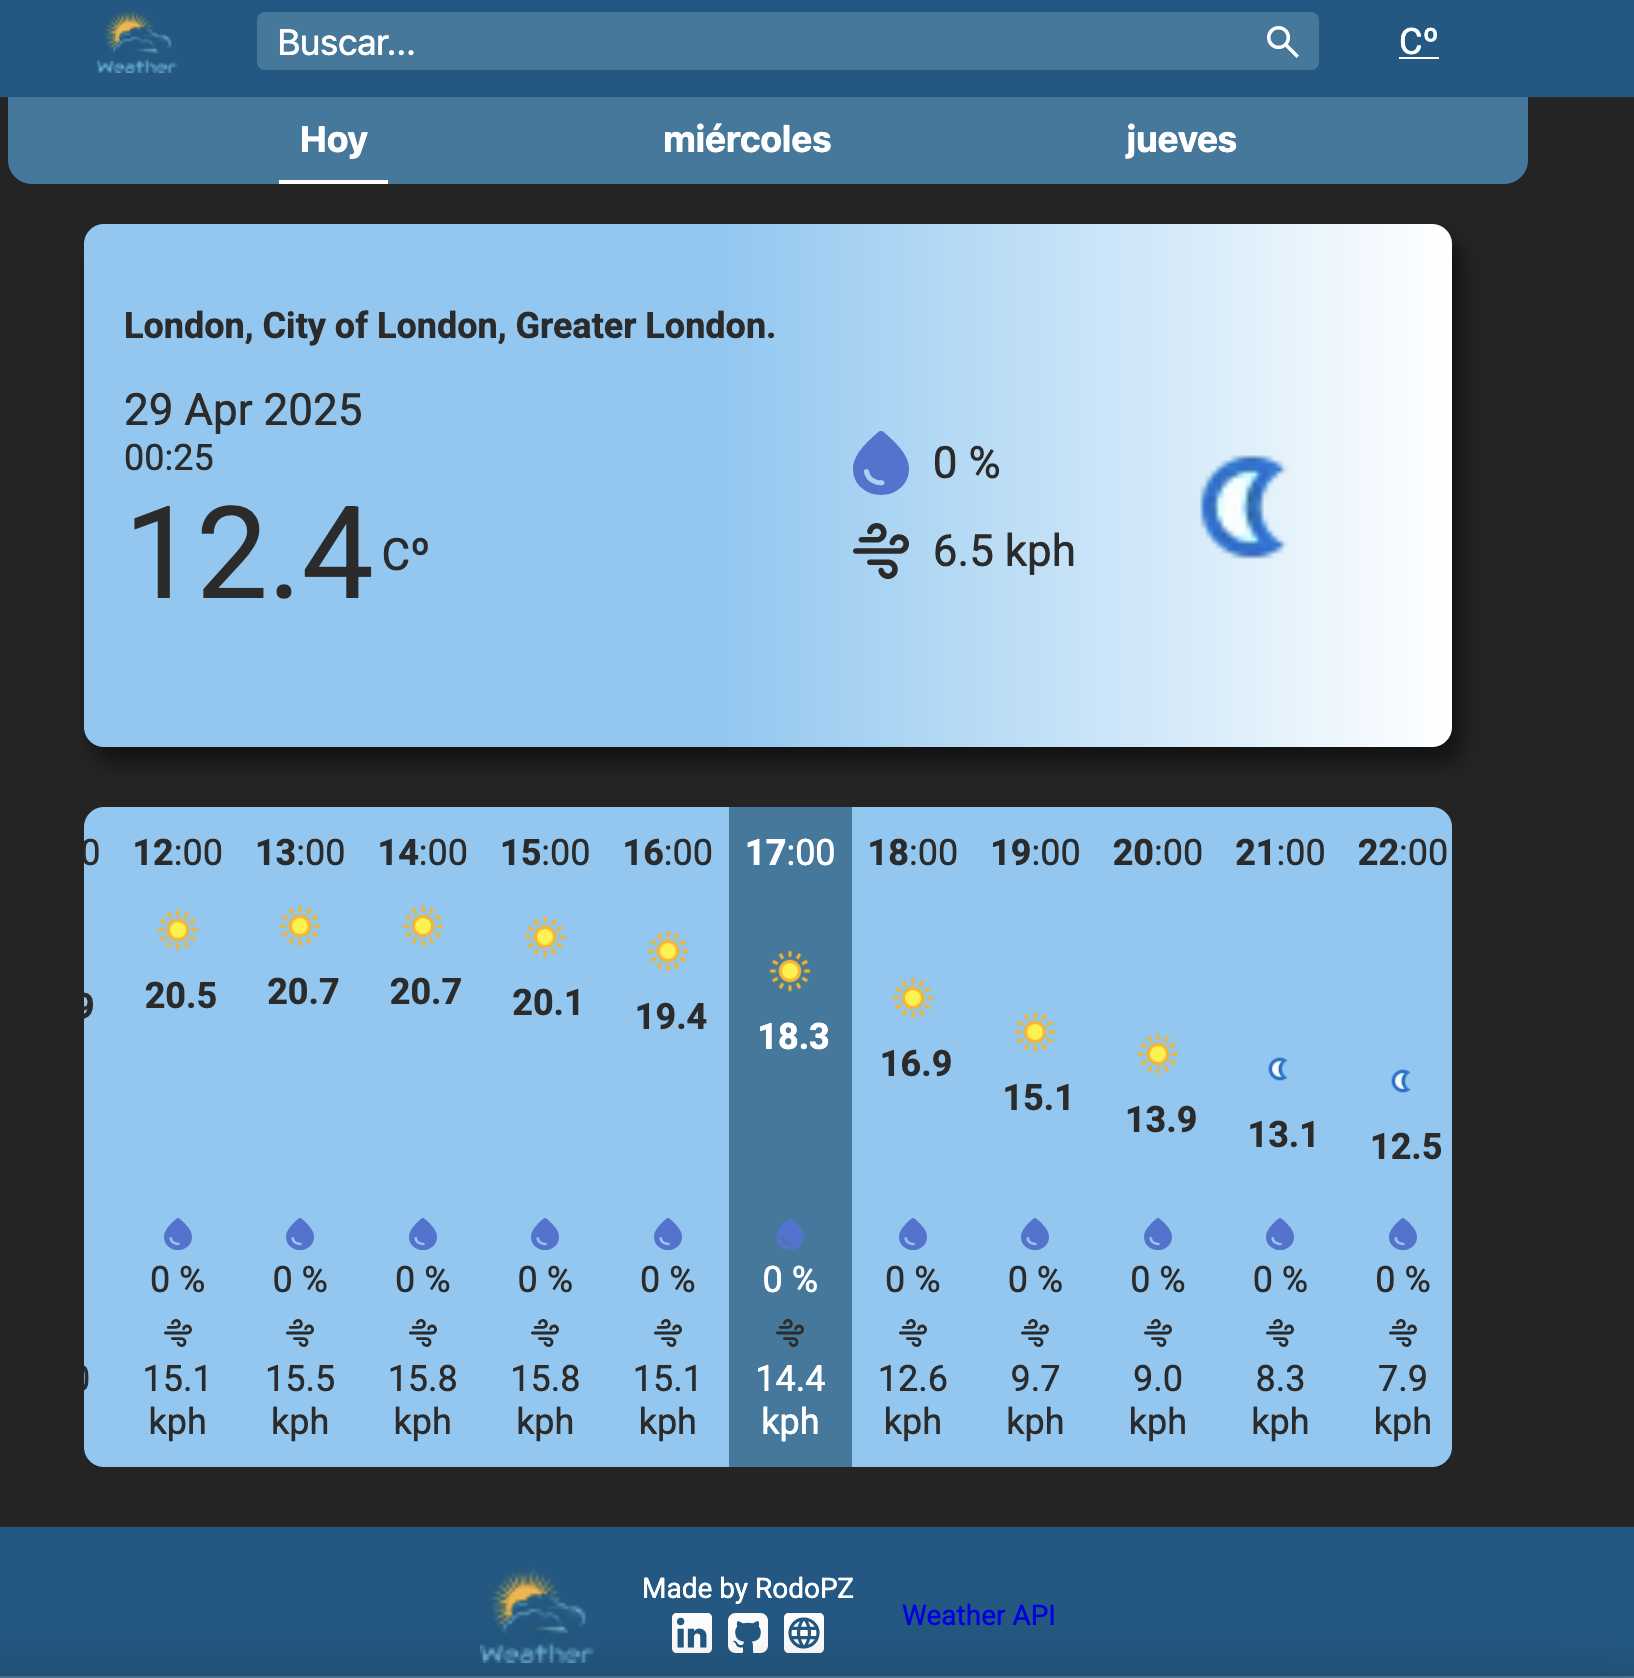 Weather
Buscar...
Cº
Hoy miércoles jueves
London, City of London, Greater London.
29 Apr 2025
00:25
12.4 Cº
0 %
6.5 kph
12:00 13:00 14:00 15:00 16:00 17:00 18:00 19:00 20:00 21:00 22:00
20.5 20.7 20.7 20.1 19.4 18.3 16.9 15.1 13.9 13.1 12.5
0 % 0 % 0 % 0 % 0 % 0 % 0 % 0 % 0 % 0 % 0 %
15.1 15.5 15.8 15.8 15.1 14.4 12.6 9.7 9.0 8.3 7.9
kph kph kph kph kph kph kph kph kph kph kph
Made by RodoPZ
Weather API
Weather